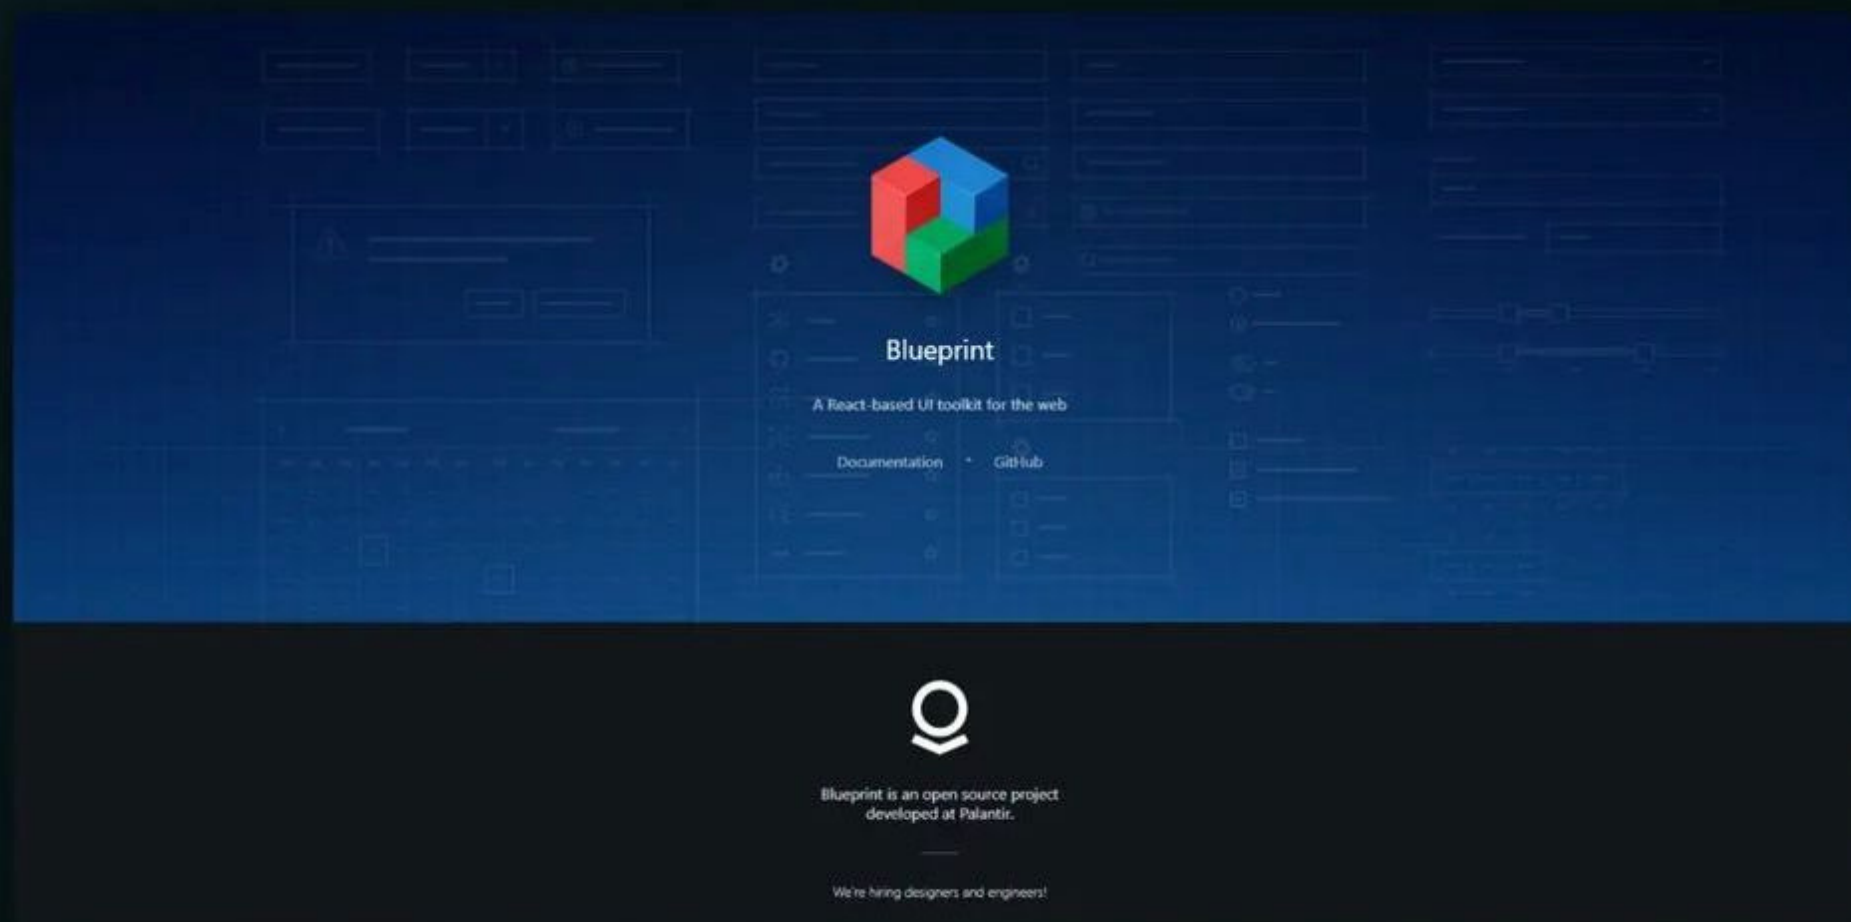 Blueprint
A React-based UI toolkit for the web
Documentation • GitHub
Blueprint is an open source project
developed at Palantir.
We're hiring designers and engineers!